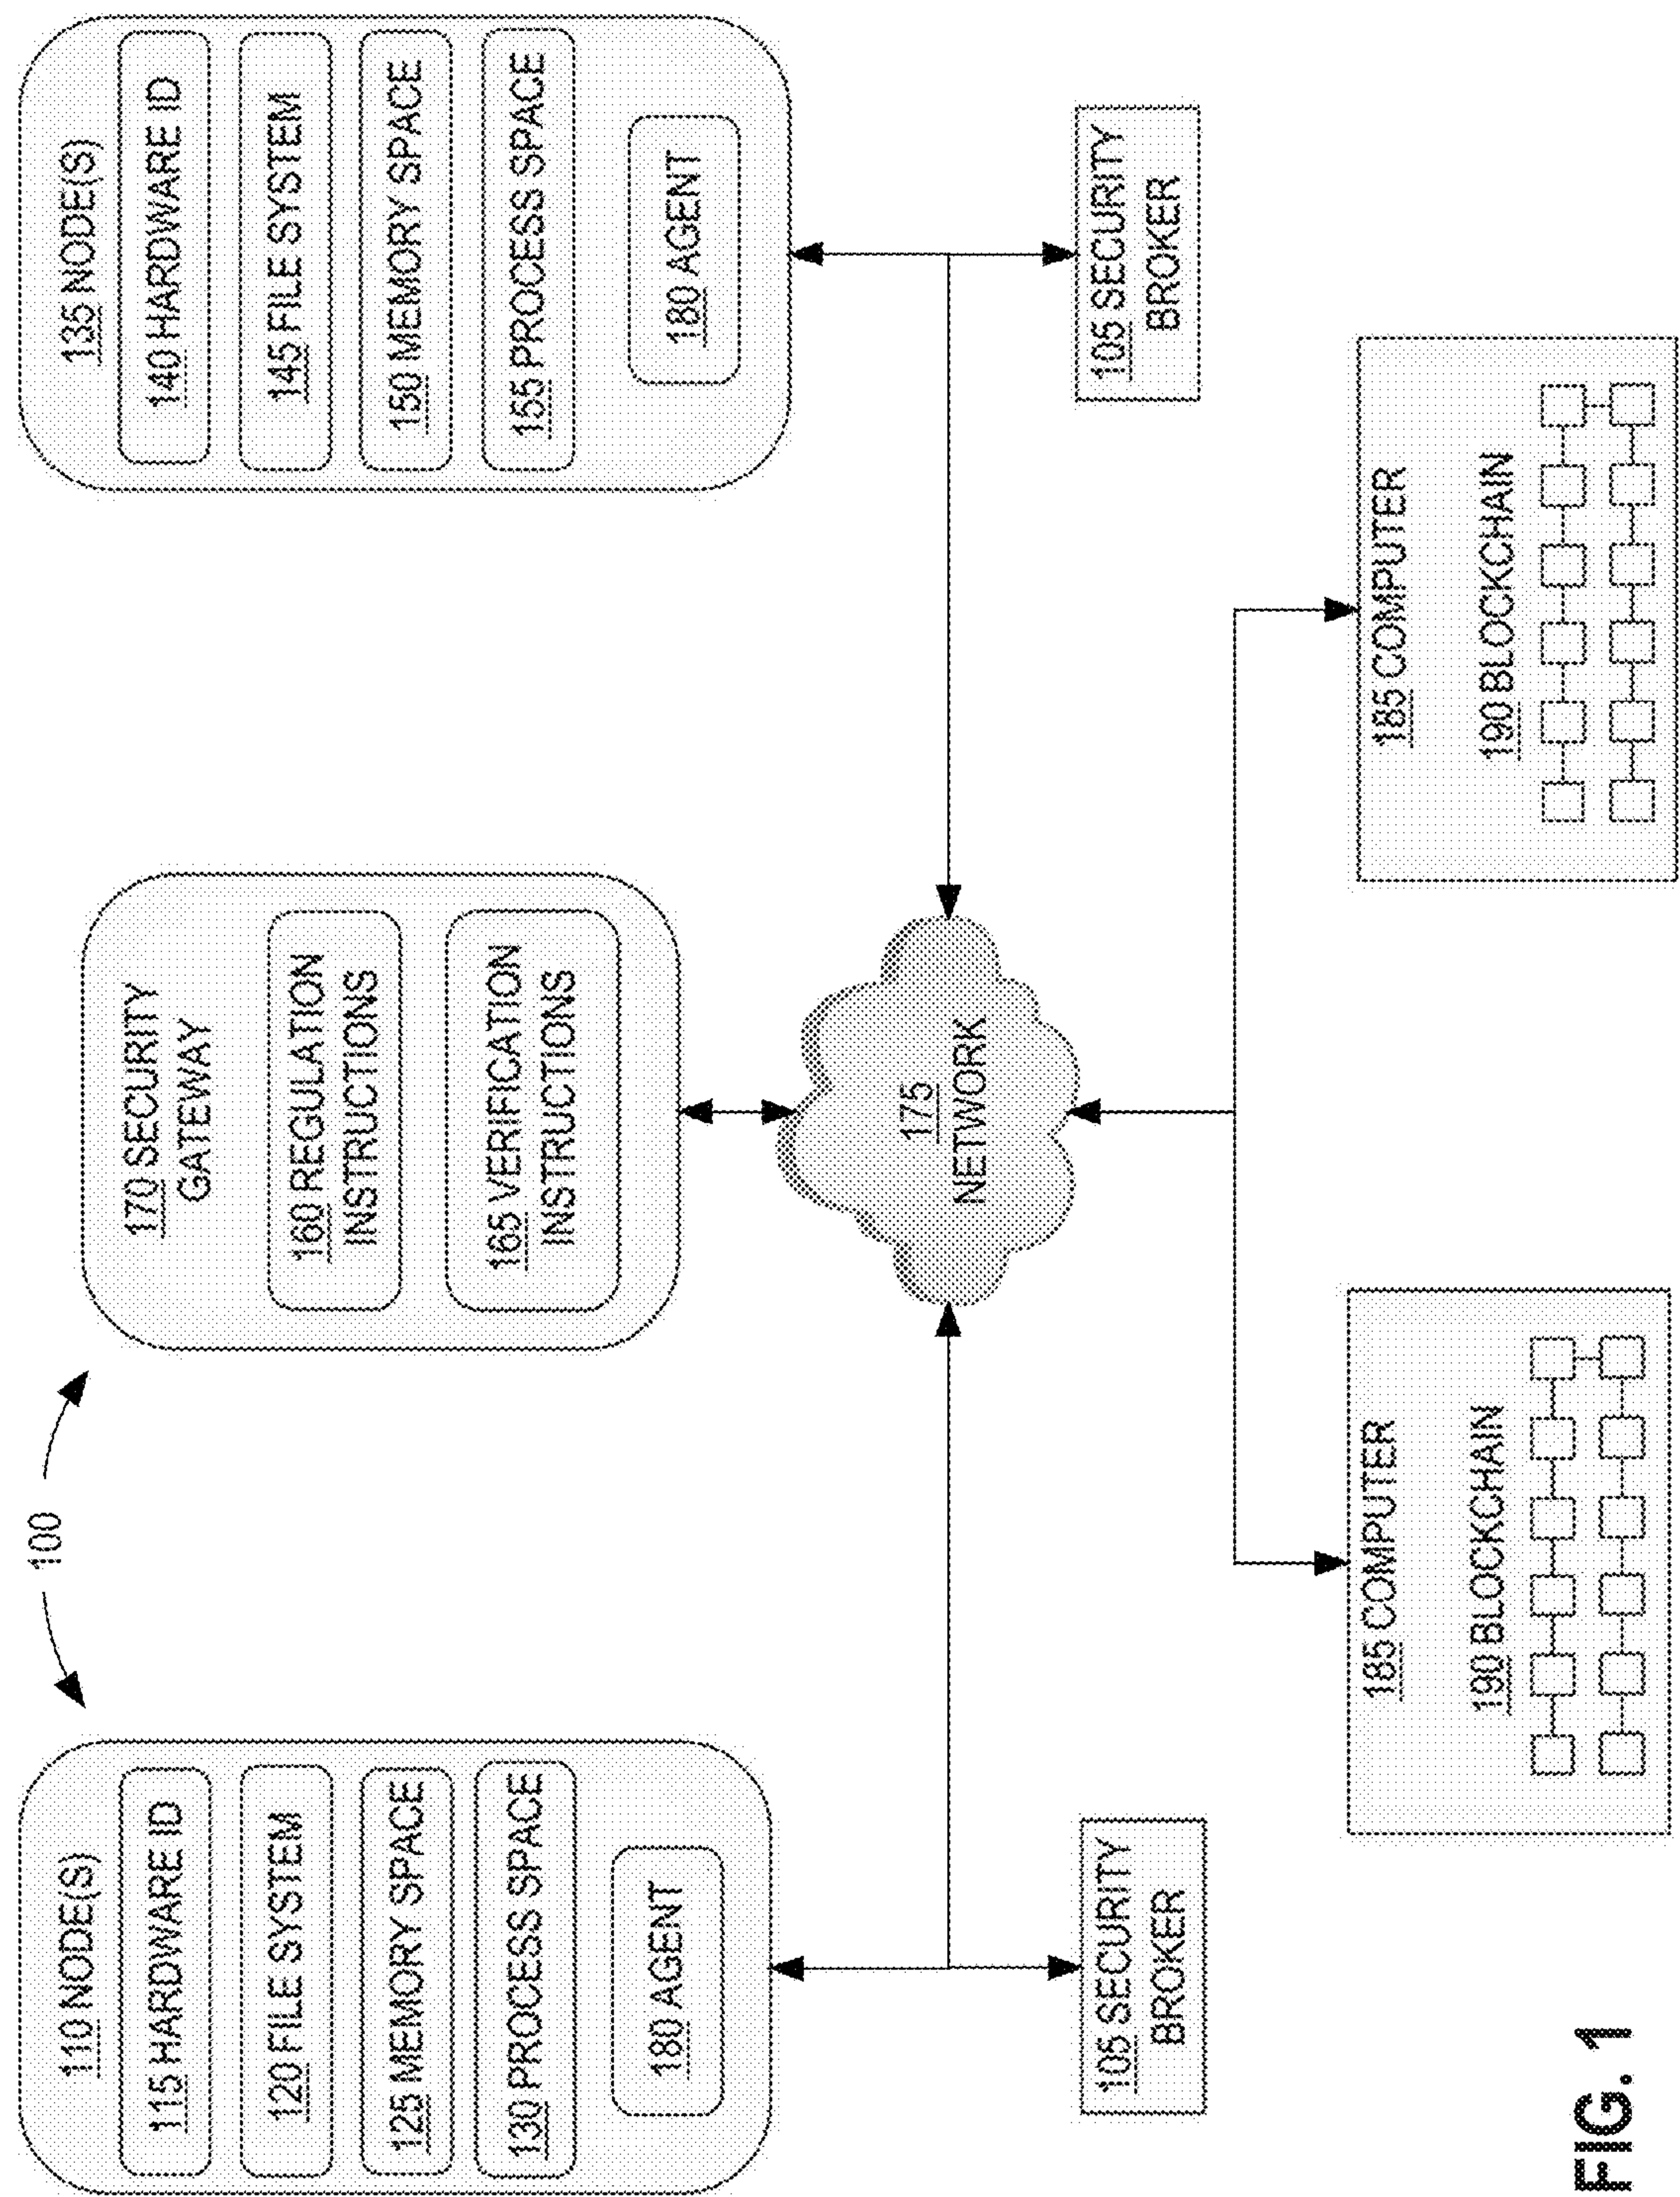 100
110 NODE(S)
115 HARDWARE ID
120 FILE SYSTEM
125 MEMORY SPACE
130 PROCESS SPACE
180 AGENT
170 SECURITY
GATEWAY
160 REGULATION
INSTRUCTIONS
165 VERIFICATION
INSTRUCTIONS
135 NODE(S)
140 HARDWARE ID
145 FILE SYSTEM
150 MEMORY SPACE
155 PROCESS SPACE
180 AGENT
175
NETWORK
105 SECURITY
BROKER
105 SECURITY
BROKER
185 COMPUTER
190 BLOCKCHAIN
185 COMPUTER
190 BLOCKCHAIN
FIG. 1